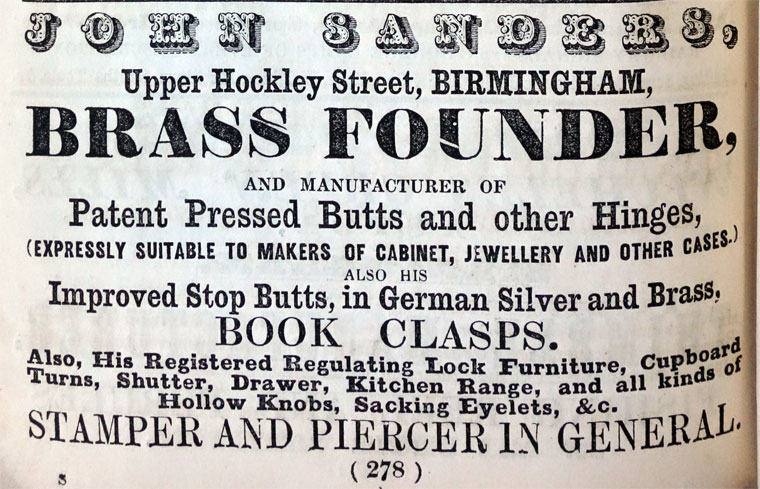 JOHN SANDERS,
Upper Hockley Street, BIRMINGHAM,
BRASS FOUNDER,
AND MANUFACTURER OF
Patent Pressed Butts and other Hinges,
(EXPRESSLY SUITABLE TO MAKERS OF CABINET, JEWELLERY AND OTHER CASES.)
ALSO HIS
Improved Stop Butts, in German Silver and Brass,
BOOK CLASPS.
Also, His Registered Regulating Lock Furniture, Cupboard
Turns, Shutter, Drawer, Kitchen Range, and all kinds of
Hollow Knobs, Sacking Eyelets, &c.
STAMPER AND PIERCER IN GENERAL.
(278)
S